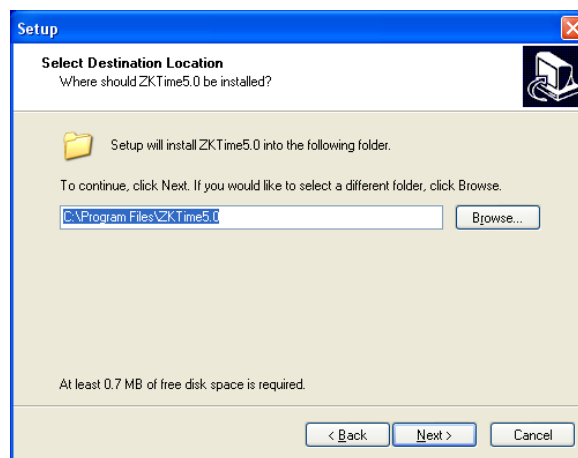 Setup
Select Destination Location
Where should ZKTime5.0 be installed?
Setup will install ZKTime5.0 into the following folder.
To continue, click Next. If you would like to select a different folder, click Browse.
C:\Program Files\ZKTime5.0
Browse...
At least 0.7 MB of free disk space is required.
< Back
Next >
Cancel